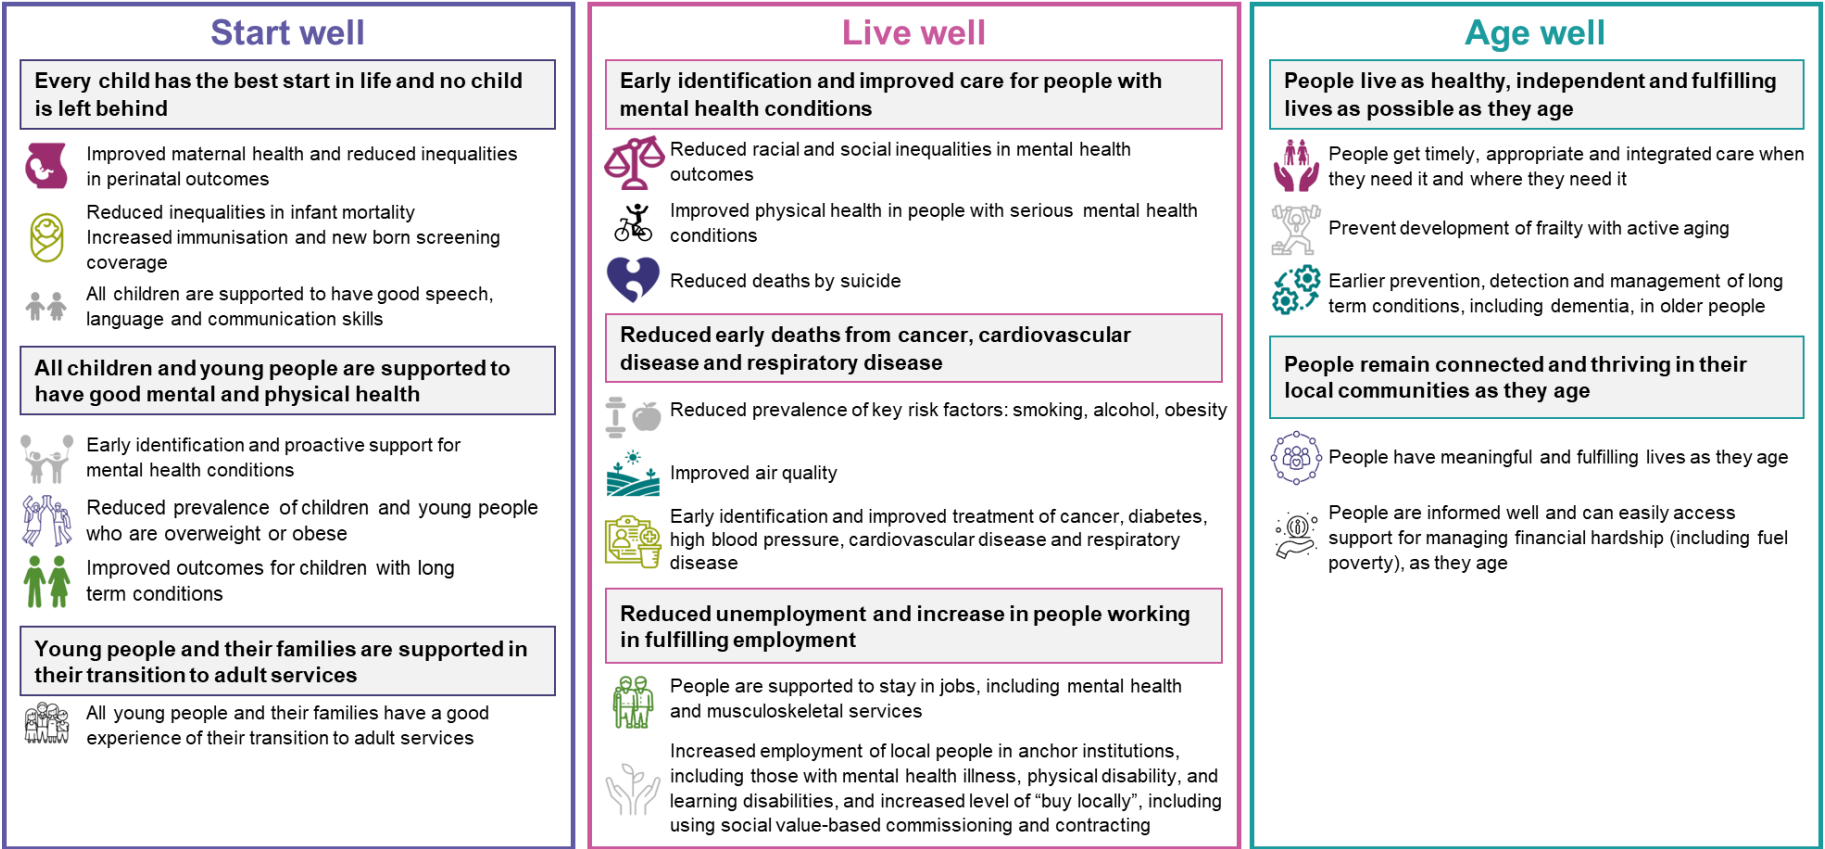 Start well
Every child has the best start in life and no child
is left behind
Improved maternal health and reduced inequalities
in perinatal outcomes
Reduced inequalities in infant mortality
Increased immunisation and new born screening
coverage
All children are supported to have good speech,
language and communication skills
All children and young people are supported to
have good mental and physical health
Early identification and proactive support for
mental health conditions
Reduced prevalence of children and young people
who are overweight or obese
Improved outcomes for children with long
term conditions
Young people and their families are supported in
their transition to adult services
All young people and their families have a good
experience of their transition to adult services
Live well
Early identification and improved care for people with
mental health conditions
Reduced racial and social inequalities in mental health
outcomes
Improved physical health in people with serious mental health
conditions
Reduced deaths by suicide
Reduced early deaths from cancer, cardiovascular
disease and respiratory disease
Reduced prevalence of key risk factors: smoking, alcohol, obesity
Improved air quality
Early identification and improved treatment of cancer, diabetes,
high blood pressure, cardiovascular disease and respiratory
disease
Reduced unemployment and increase in people working
in fulfilling employment
People are supported to stay in jobs, including mental health
and musculoskeletal services
Increased employment of local people in anchor institutions,
including those with mental health illness, physical disability, and
learning disabilities, and increased level of “buy locally”, including
using social value-based commissioning and contracting
Age well
People live as healthy, independent and fulfilling
lives as possible as they age
People get timely, appropriate and integrated care when
they need it and where they need it
Prevent development of frailty with active aging
Earlier prevention, detection and management of long
term conditions, including dementia, in older people
People remain connected and thriving in their
local communities as they age
People have meaningful and fulfilling lives as they age
People are informed well and can easily access
support for managing financial hardship (including fuel
poverty), as they age